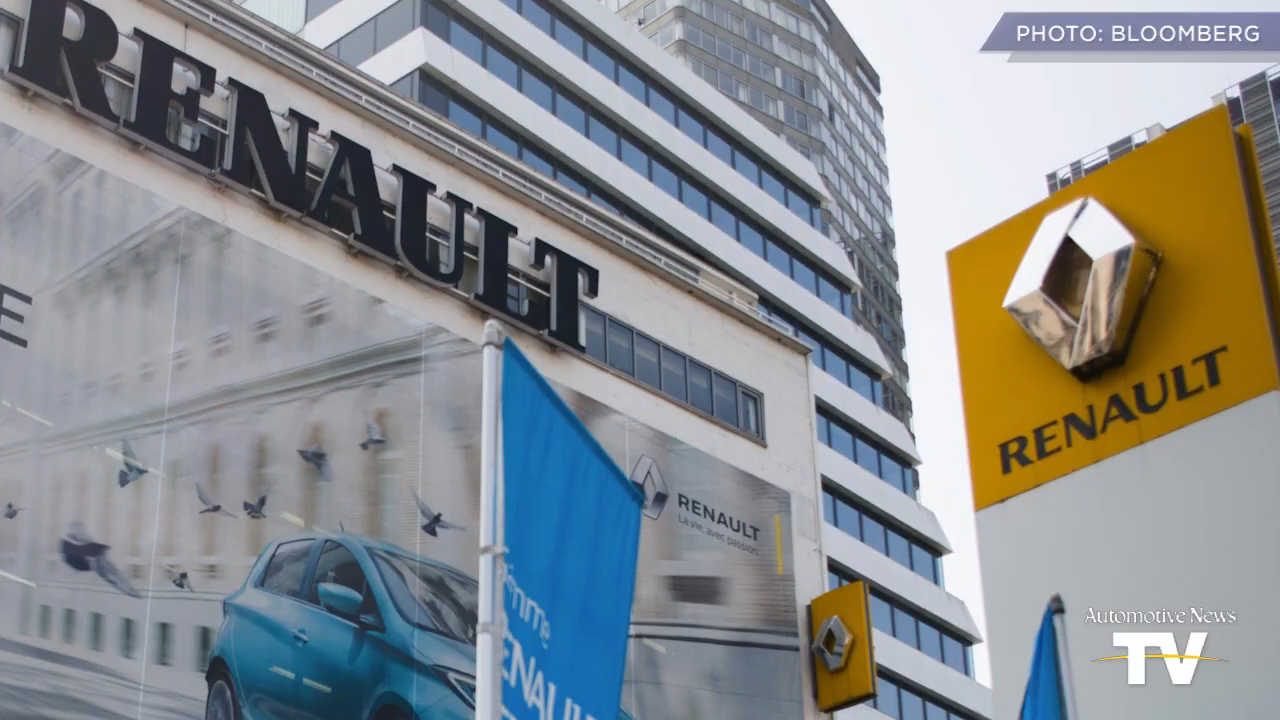 PHOTO: BLOOMBERG
RENAULT
E
RENAULT
RENAULT
La vie, avec passion
Automotive News
TV